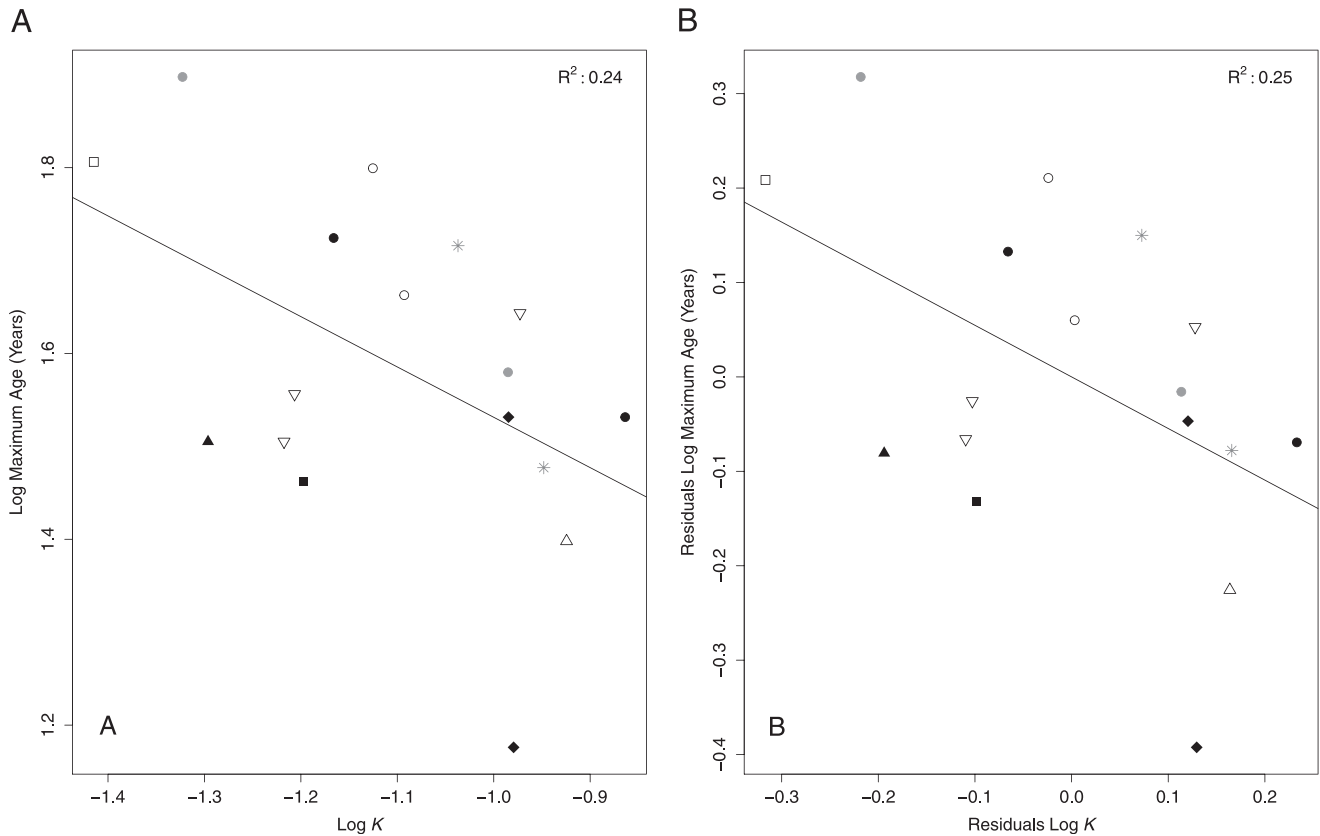 A
B
R2 : 0.24
R2 : 0.25
Log Maximum Age (Years)
1.8
1.6
1.4
1.2
A
−1.4 −1.3 −1.2 −1.1 −1.0 −0.9
Log K
Residuals Log Maximum Age (Years)
0.3
0.2
0.1
0.0
−0.1
−0.2
−0.3
−0.4
B
−0.3 −0.2 −0.1 0.0 0.1 0.2
Residuals Log K